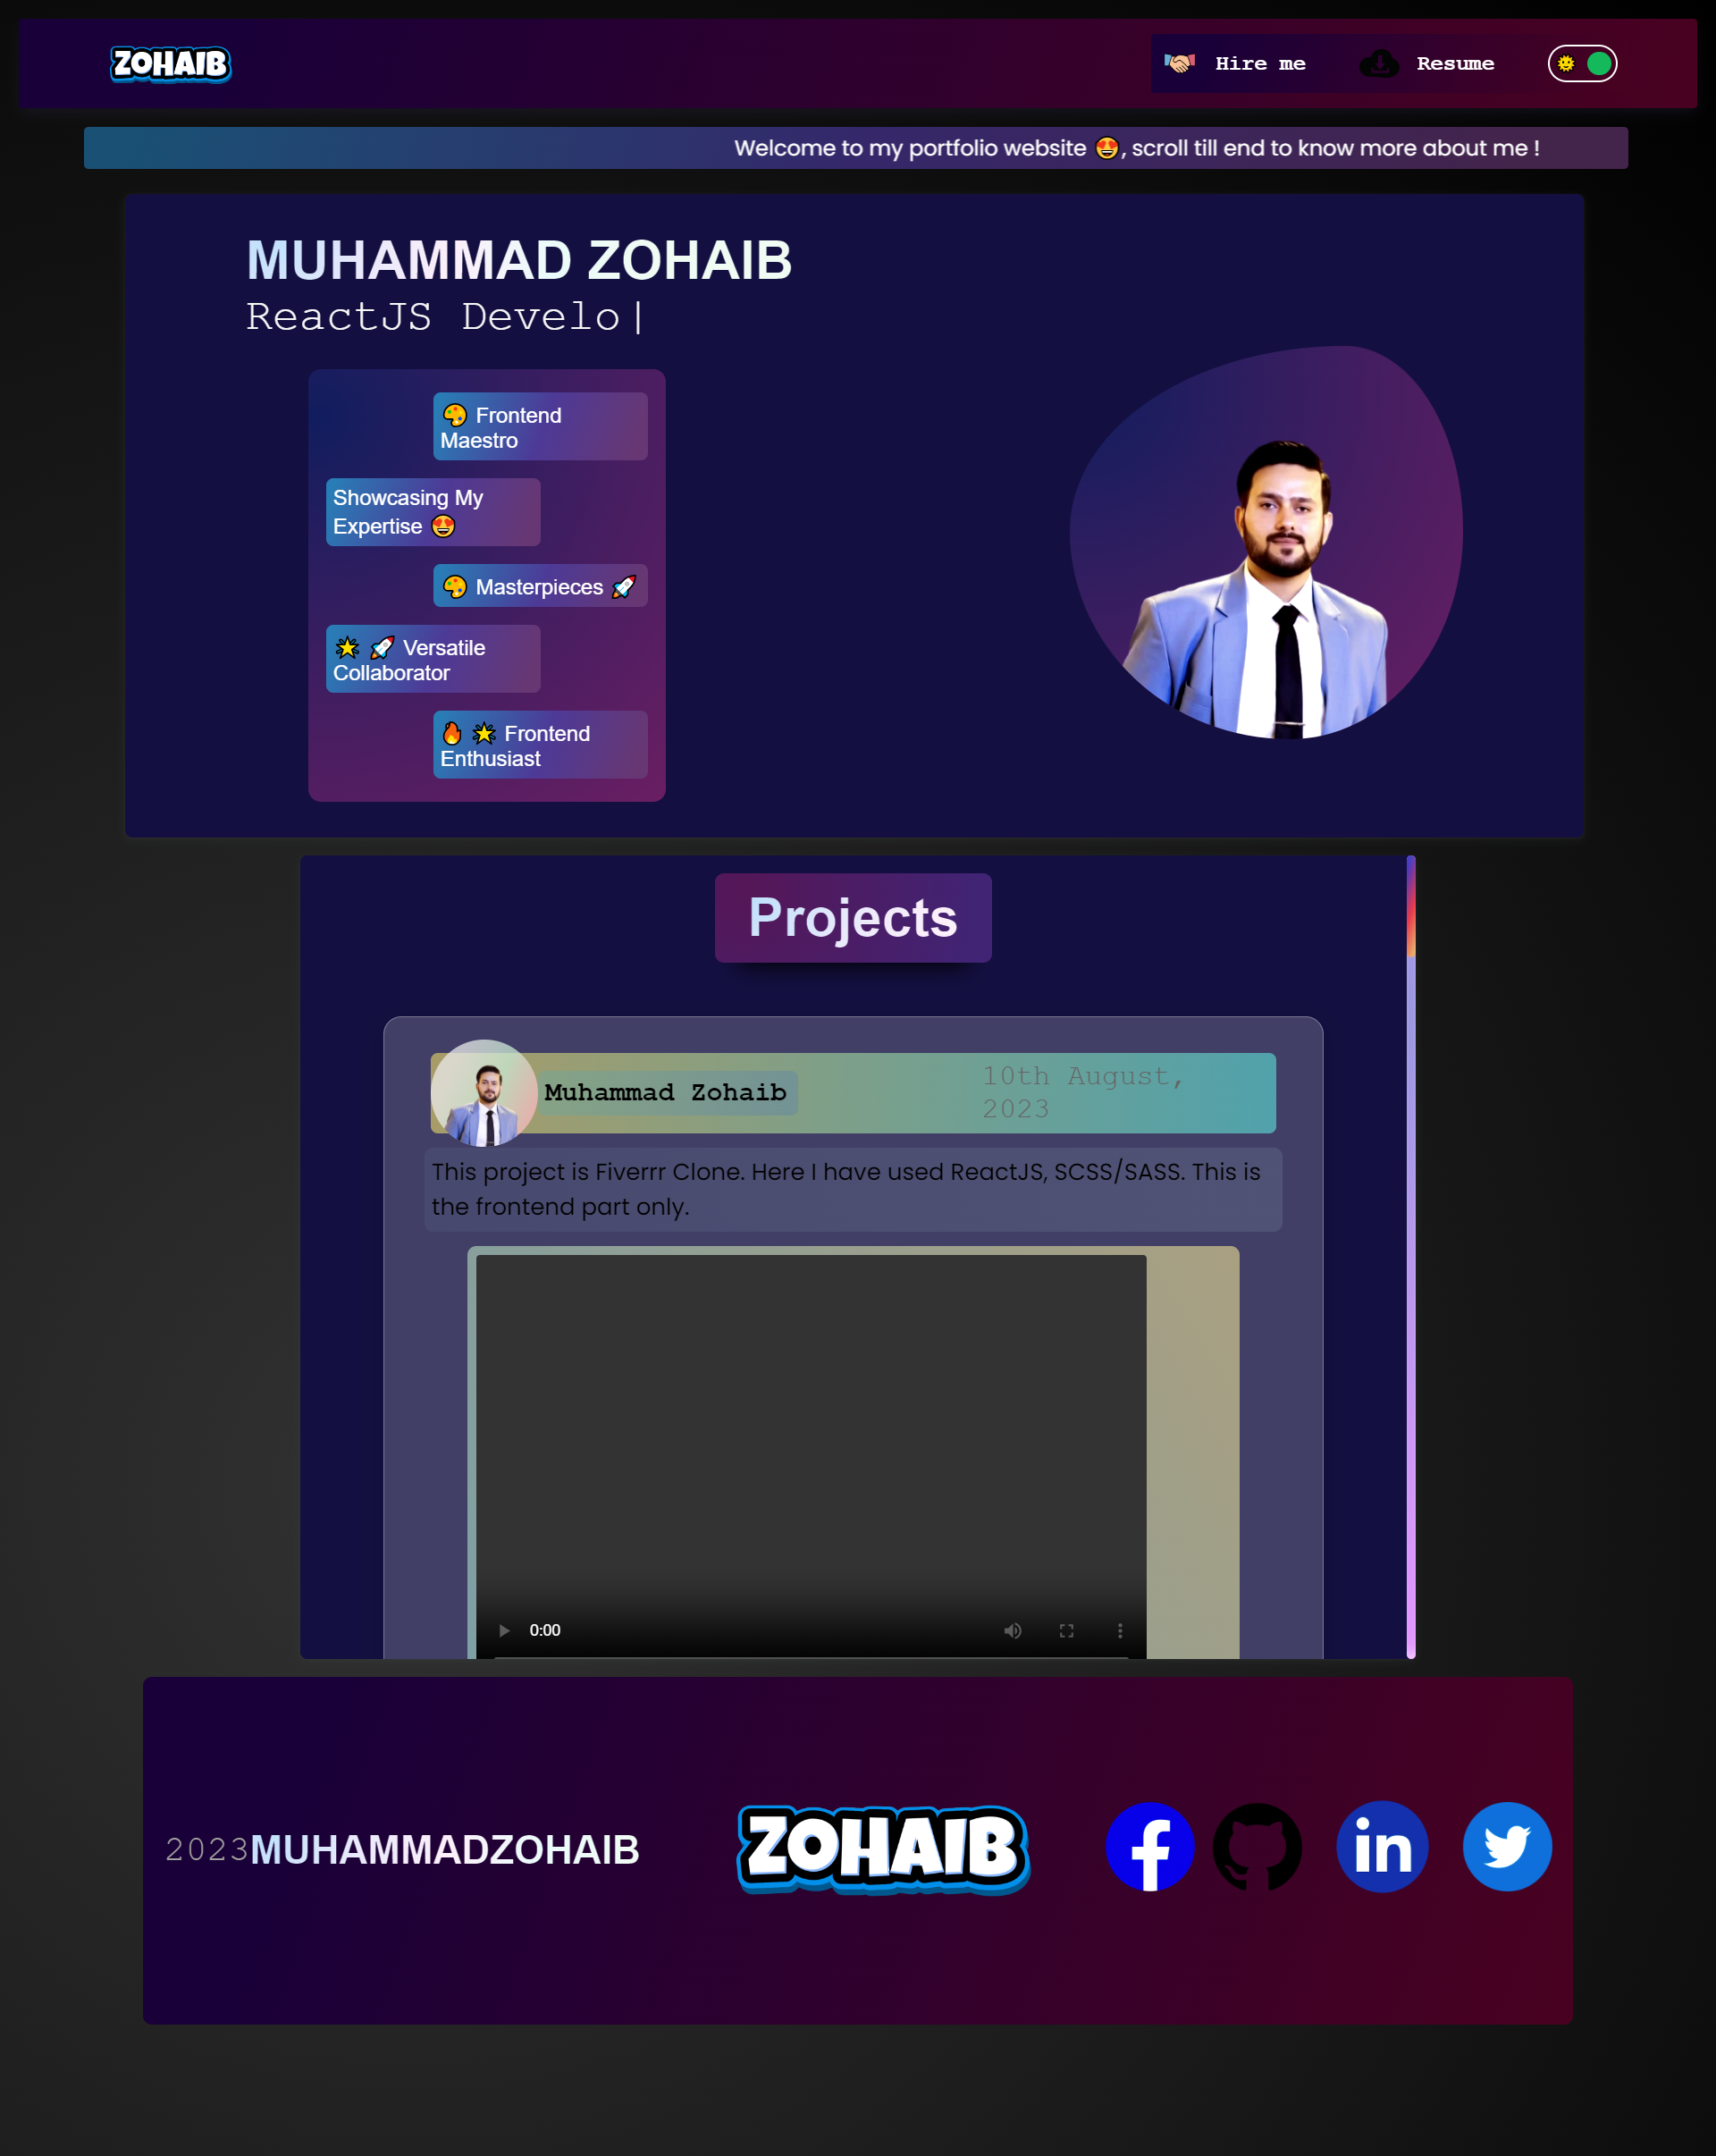 ZOHAIB
🤝🏼 Hire me
Resume
🌞
Welcome to my portfolio website 😍, scroll till end to know more about me !
MUHAMMAD ZOHAIB
ReactJS Develo|
🎨 Frontend
Maestro
Showcasing My
Expertise 😍
🎨 Masterpieces 🚀
🌟 🚀 Versatile
Collaborator
🔥 🌟 Frontend
Enthusiast
Projects
Muhammad Zohaib
10th August,
2023
This project is Fiverrr Clone. Here I have used ReactJS, SCSS/SASS. This is
the frontend part only.
0:00
2023MUHAMMADZOHAIB
ZOHAIB
in